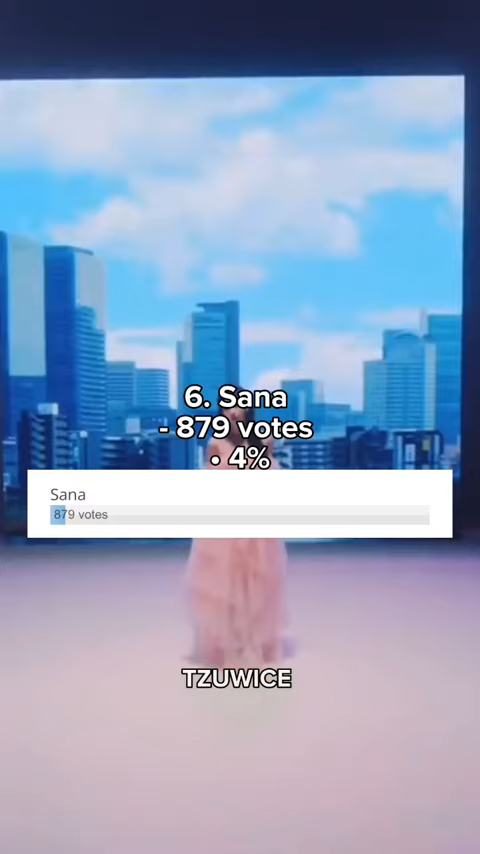 6. Sana
- 879 votes
• 4%
Sana
879 votes
TZUWICE